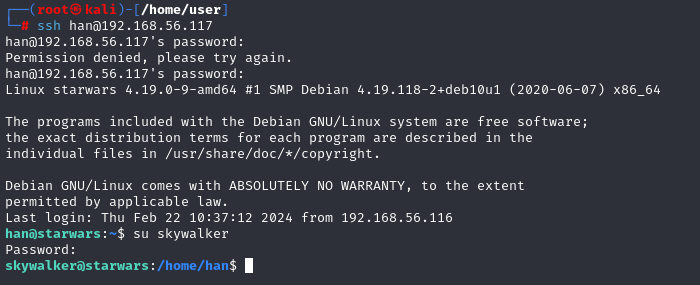 ┌──(root㉿kali)-[/home/user]
└─# ssh han@192.168.56.117
han@192.168.56.117's password:
Permission denied, please try again.
han@192.168.56.117's password:
Linux starwars 4.19.0-9-amd64 #1 SMP Debian 4.19.118-2+deb10u1 (2020-06-07) x86_64
The programs included with the Debian GNU/Linux system are free software;
the exact distribution terms for each program are described in the
individual files in /usr/share/doc/*/copyright.
Debian GNU/Linux comes with ABSOLUTELY NO WARRANTY, to the extent
permitted by applicable law.
Last login: Thu Feb 22 10:37:12 2024 from 192.168.56.116
han@starwars:~$ su skywalker
Password:
skywalker@starwars:/home/han$